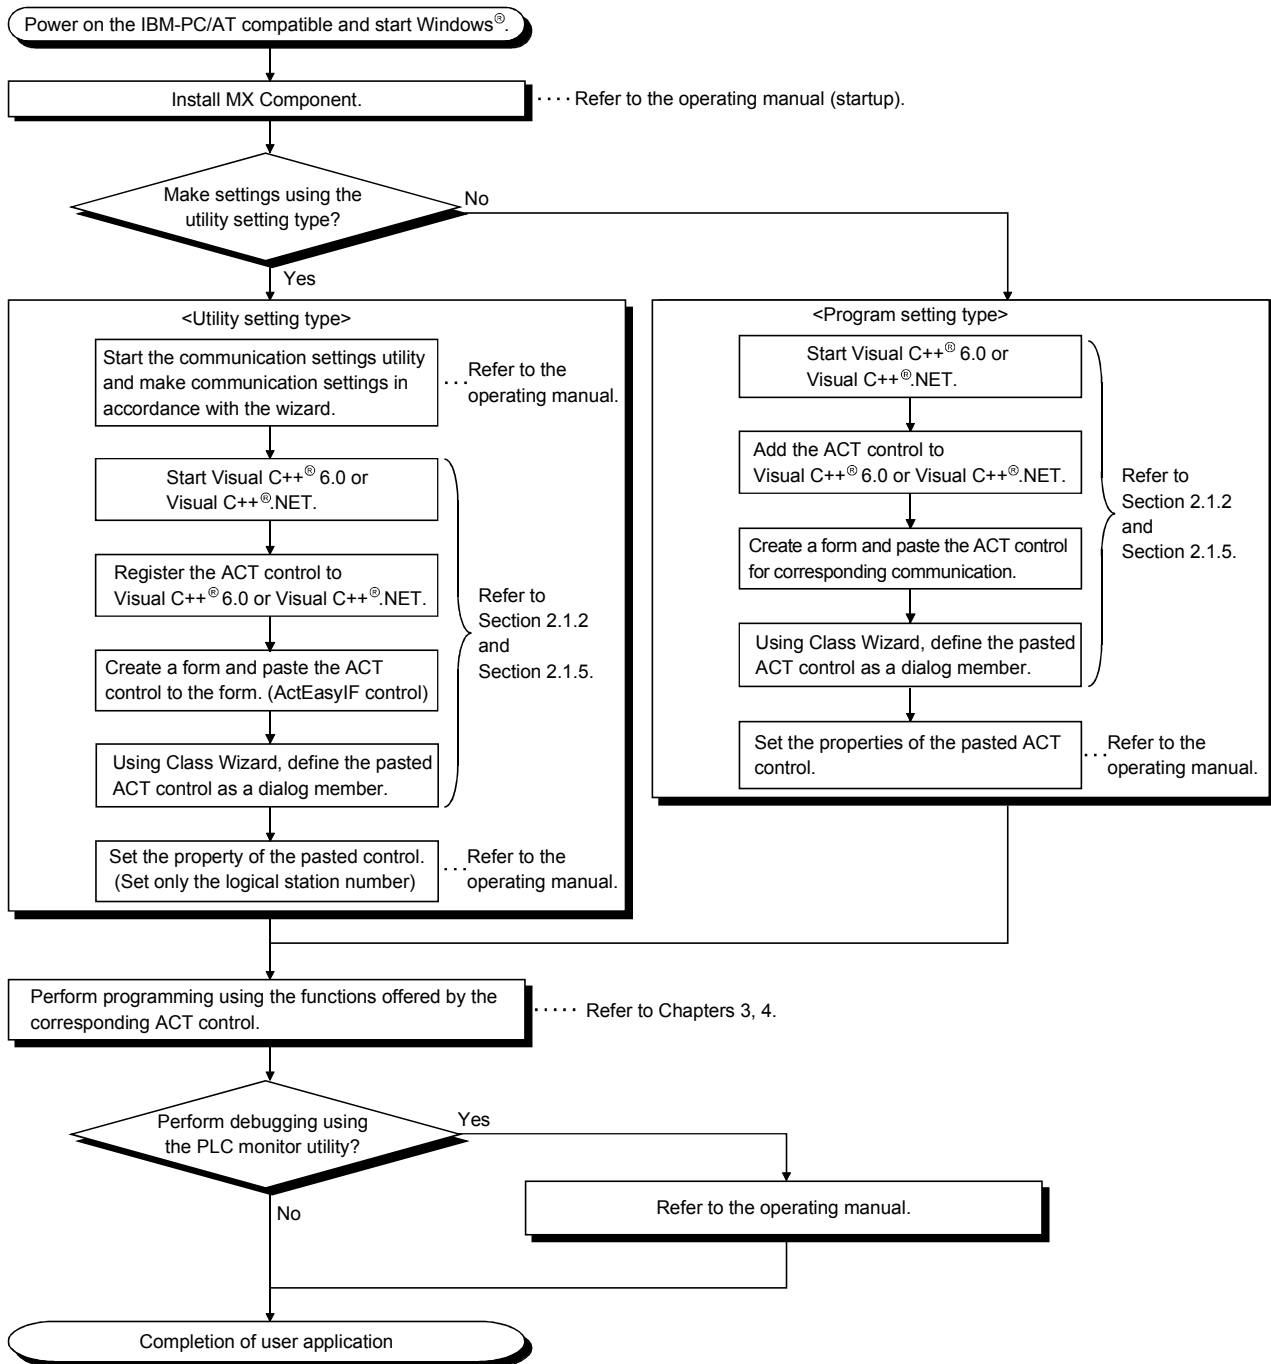 Power on the IBM-PC/AT compatible and start Windows®.
Install MX Component.
····Refer to the operating manual (startup).
Make settings using the
utility setting type?
No
Yes
<Utility setting type>
Start the communication settings utility
and make communication settings in
accordance with the wizard.
···Refer to the
operating manual.
Start Visual C++® 6.0 or
Visual C++®.NET.
Register the ACT control to
Visual C++® 6.0 or Visual C++®.NET.
Create a form and paste the ACT
control to the form. (ActEasyIF control)
Using Class Wizard, define the pasted
ACT control as a dialog member.
Refer to
Section 2.1.2
and
Section 2.1.5.
Set the property of the pasted control.
(Set only the logical station number)
···Refer to the
operating manual.
<Program setting type>
Start Visual C++® 6.0 or
Visual C++®.NET.
Add the ACT control to
Visual C++® 6.0 or Visual C++®.NET.
Create a form and paste the ACT control
for corresponding communication.
Using Class Wizard, define the pasted
ACT control as a dialog member.
Refer to
Section 2.1.2
and
Section 2.1.5.
Set the properties of the pasted ACT
control.
···Refer to the
operating manual.
Perform programming using the functions offered by the
corresponding ACT control.
····· Refer to Chapters 3, 4.
Perform debugging using
the PLC monitor utility?
Yes
No
Refer to the operating manual.
Completion of user application